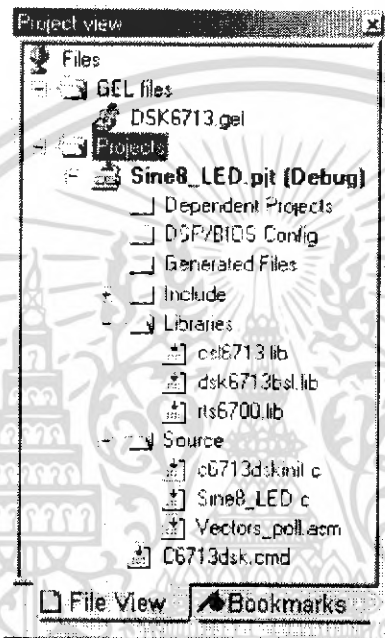 Project view
Files
GEL files
DSK6713.gel
Projects
Sine8_LED.pjt (Debug)
Dependent Projects
DSP/BIOS Config
Generated Files
Include
Libraries
csl6713.lib
dsk6713bsl.lib
rts6700.lib
Source
c6713dskinit.c
Sine8_LED.c
Vectors_poll.asm
C6713dsk.cmd
File View Bookmarks